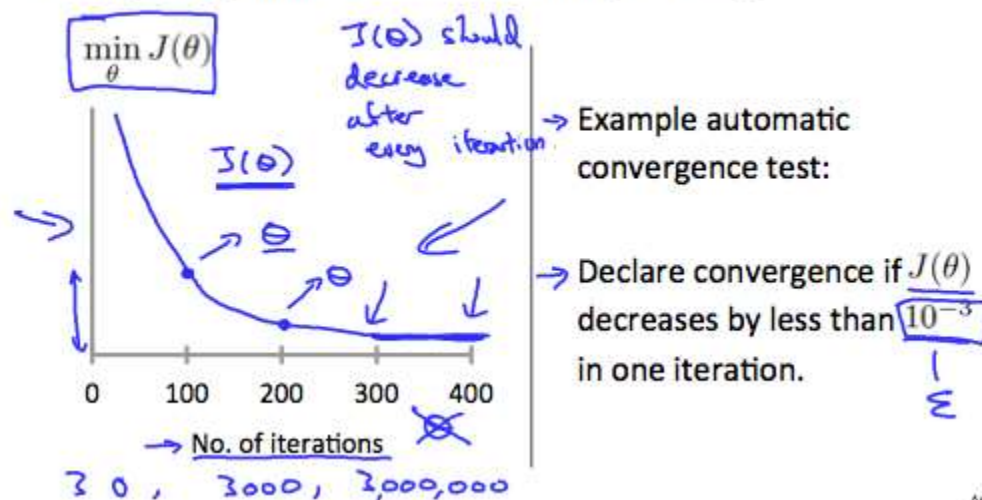 min J(θ)
θ
J(θ) should
decrease
after
every iteration.
J(θ)
θ
θ
0 100 200 300 400
No. of iterations
θ
30, 3000, 3,000,000
Example automatic
convergence test:
Declare convergence if J(θ)
decreases by less than 10⁻³
in one iteration.
ε